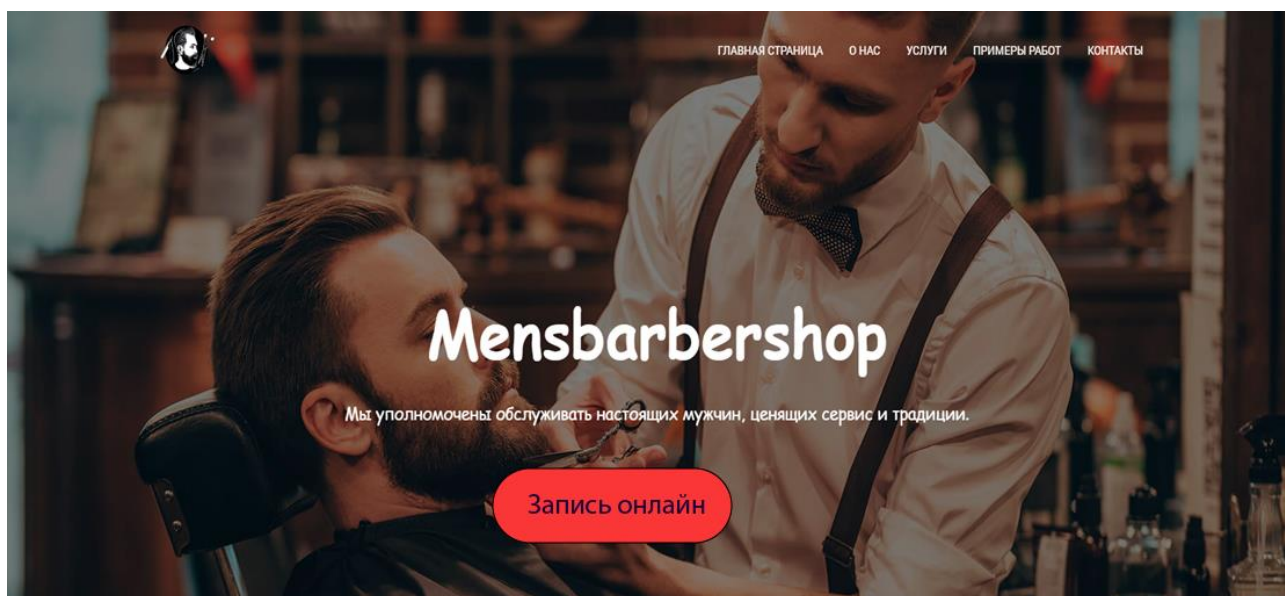 ГЛАВНАЯ СТРАНИЦА О НАС УСЛУГИ ПРИМЕРЫ РАБОТ КОНТАКТЫ
Mensbarbershop
Мы уполномочены обслуживать настоящих мужчин, ценящих сервис и традиции.
Запись онлайн